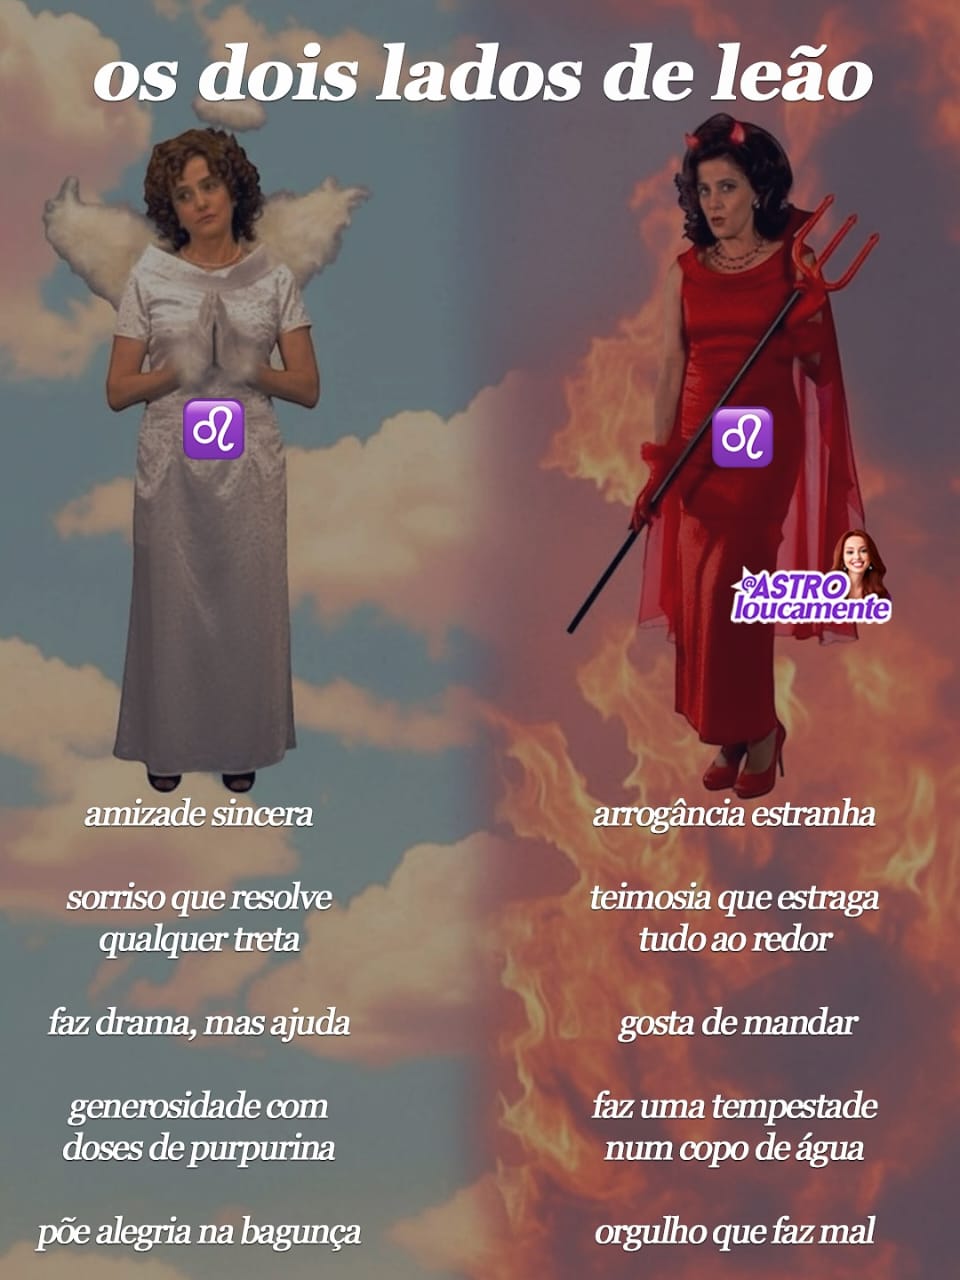 os dois lados de leão
♌
♌
@ASTRO
loucamente
amizade sincera
sorriso que resolve
qualquer treta
faz drama, mas ajuda
generosidade com
doses de purpurina
põe alegria na bagunça
arrogância estranha
teimosia que estraga
tudo ao redor
gosta de mandar
faz uma tempestade
num copo de água
orgulho que faz mal